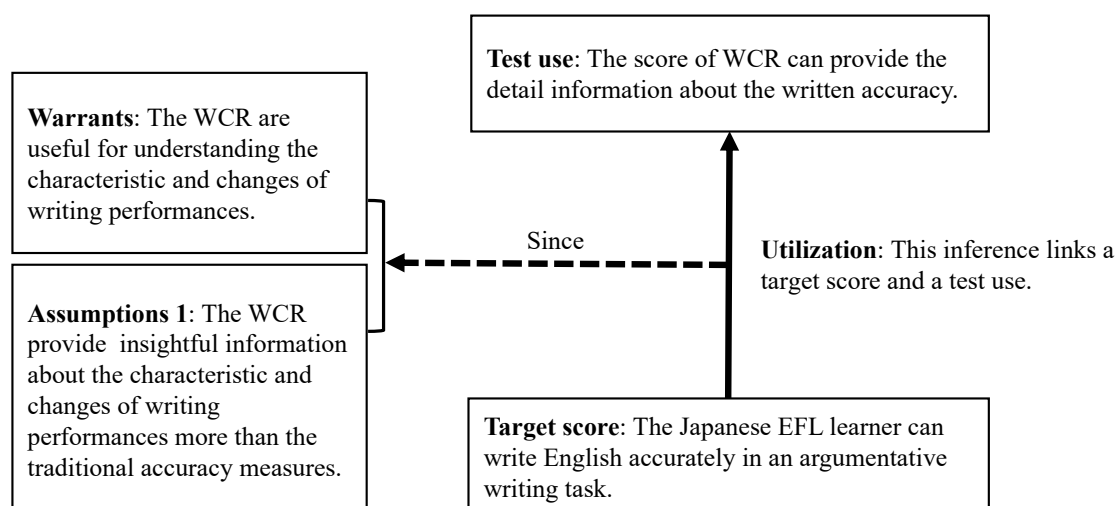 Test use: The score of WCR can provide the
detail information about the written accuracy.
Warrants: The WCR are
useful for understanding the
characteristic and changes of
writing performances.
Since
Utilization: This inference links a
target score and a test use.
Assumptions 1: The WCR
provide insightful information
about the characteristic and
changes of writing
performances more than the
traditional accuracy measures.
Target score: The Japanese EFL learner can
write English accurately in an argumentative
writing task.